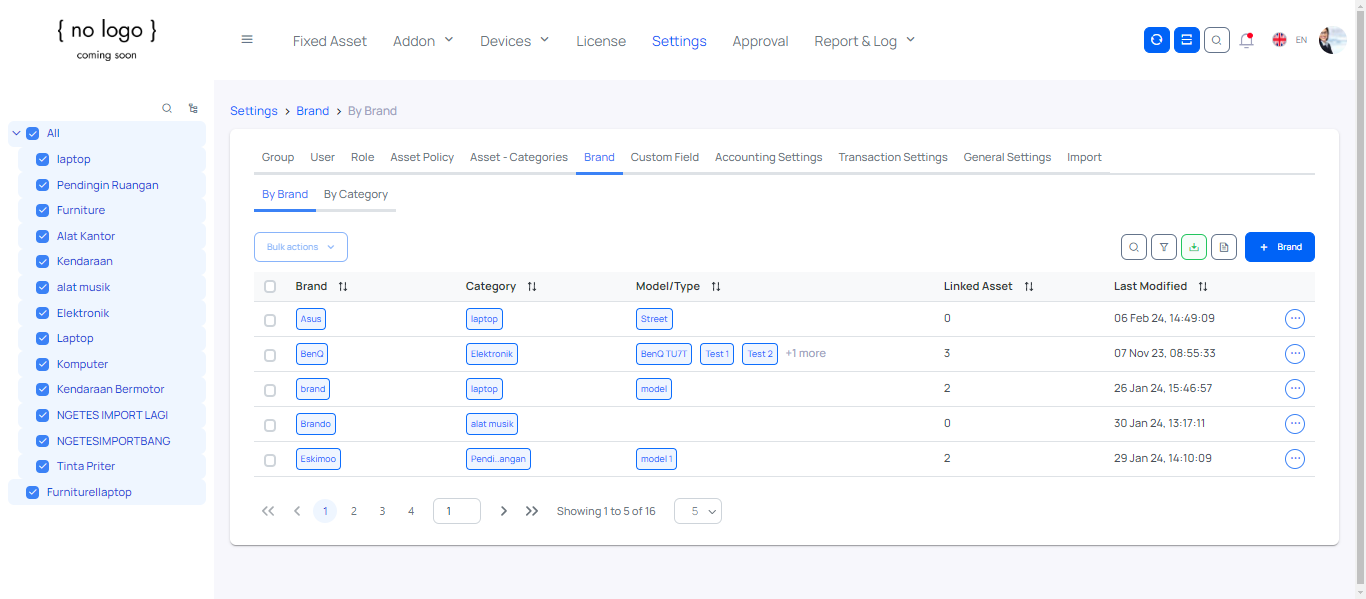 { no logo }
coming soon
Fixed Asset Addon Devices License Settings Approval Report & Log EN
All
laptop
Pendingin Ruangan
Furniture
Alat Kantor
Kendaraan
alat musik
Elektronik
Laptop
Komputer
Kendaraan Bermotor
NGETES IMPORT LAGI
NGETESIMPORTBANG
Tinta Priter
Furniturellaptop
Settings > Brand > By Brand
Group User Role Asset Policy Asset - Categories Brand Custom Field Accounting Settings Transaction Settings General Settings Import
By Brand By Category
Bulk actions + Brand
Brand Category Model/Type Linked Asset Last Modified
Asus laptop Street 0 06 Feb 24, 14:49:09
BenQ Elektronik BenQ TU7T Test 1 Test 2 +1 more 3 07 Nov 23, 08:55:33
brand laptop model 2 26 Jan 24, 15:46:57
Brando alat musik 0 30 Jan 24, 13:17:11
Eskimoo Pendi..angan model 1 2 29 Jan 24, 14:10:09
<< < 1 2 3 4 1 > >> Showing 1 to 5 of 16 5